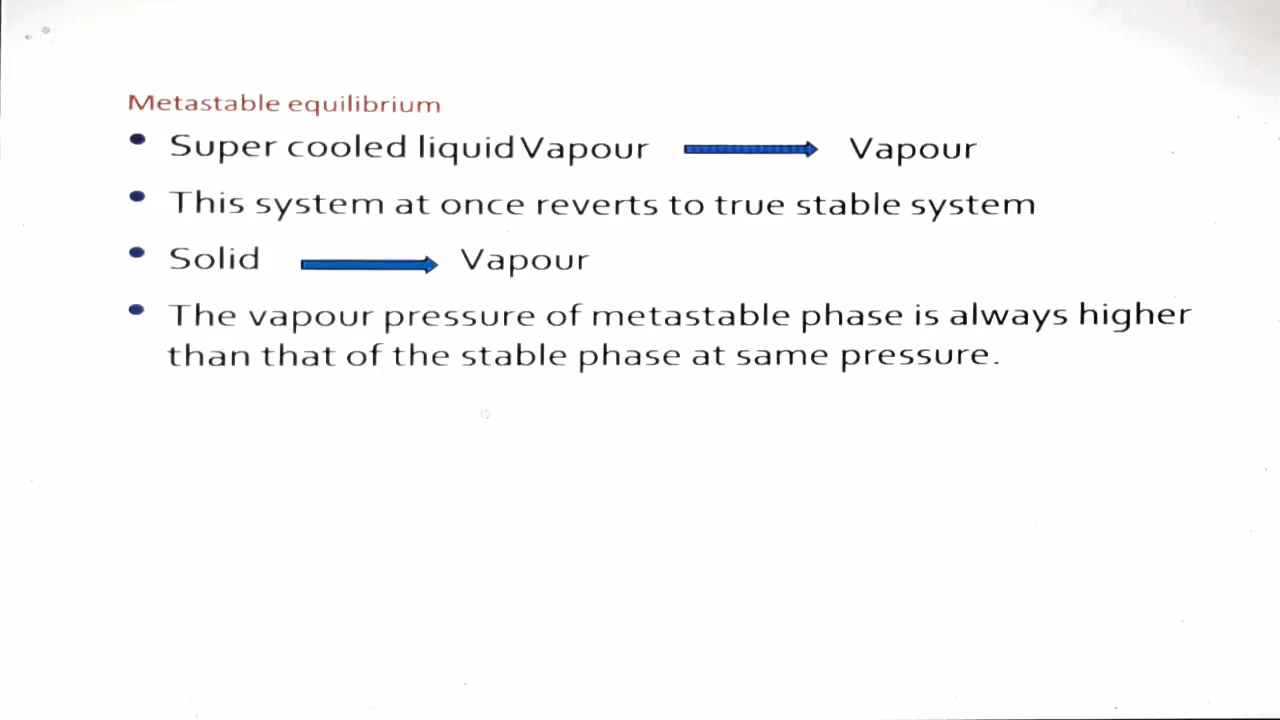 Metastable equilibrium
• Super cooled liquid Vapour → Vapour
• This system at once reverts to true stable system
• Solid → Vapour
• The vapour pressure of metastable phase is always higher
than that of the stable phase at same pressure.